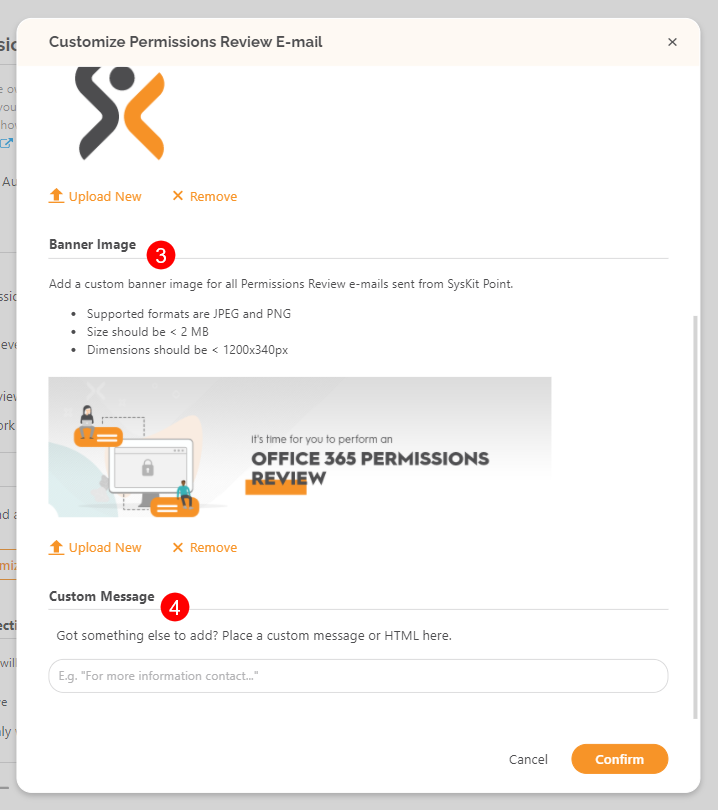 Customize Permissions Review E-mail
×
Upload New
× Remove
Banner Image
3
Add a custom banner image for all Permissions Review e-mails sent from SysKit Point.
• Supported formats are JPEG and PNG
• Size should be < 2 MB
• Dimensions should be < 1200x340px
it's time for you to perform an
OFFICE 365 PERMISSIONS
REVIEW
Upload New
× Remove
Custom Message
4
Got something else to add? Place a custom message or HTML here.
E.g. "For more information contact..."
Cancel
Confirm